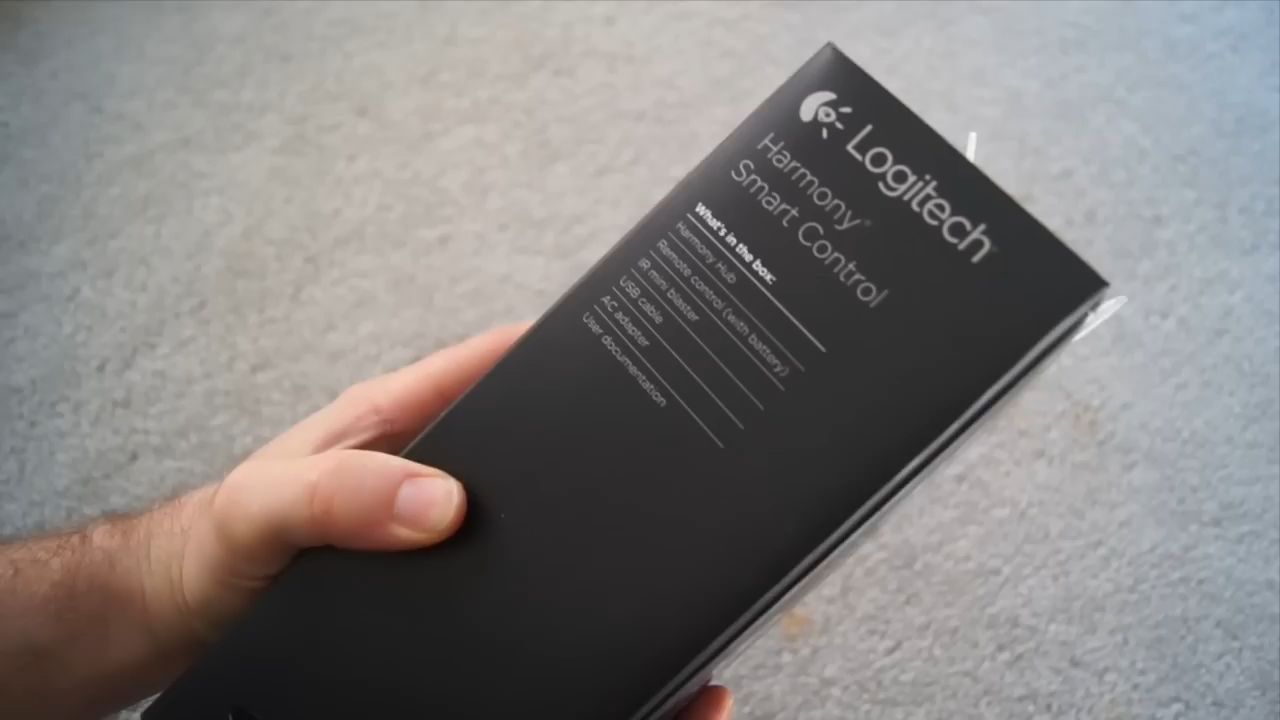 Logitech
Harmony®
Smart Control
What's in the box:
Harmony Hub
Remote control (with battery)
IR mini blaster
USB cable
AC adapter
User documentation